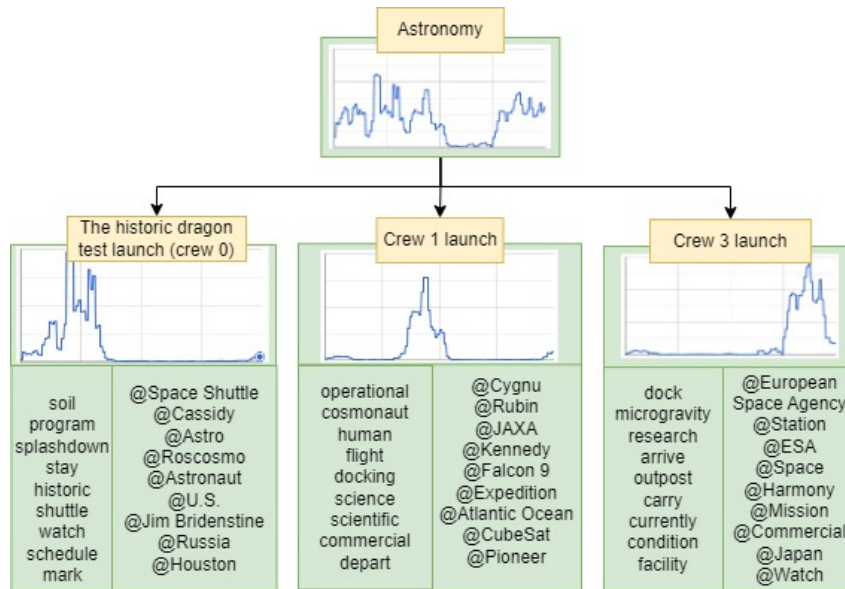 Astronomy
The historic dragon
test launch (crew 0)
Crew 1 launch
Crew 3 launch
soil
program
splashdown
stay
historic
shuttle
watch
schedule
mark
@Space Shuttle
@Cassidy
@Astro
@Roscosmo
@Astronaut
@U.S.
@Jim Bridenstine
@Russia
@Houston
operational
cosmonaut
human
flight
docking
science
scientific
commercial
depart
@Cygnu
@Rubin
@JAXA
@Kennedy
@Falcon 9
@Expedition
@Atlantic Ocean
@CubeSat
@Pioneer
dock
microgravity
research
arrive
outpost
carry
currently
condition
facility
@European
Space Agency
@Station
@ESA
@Space
@Harmony
@Mission
@Commercial
@Japan
@Watch